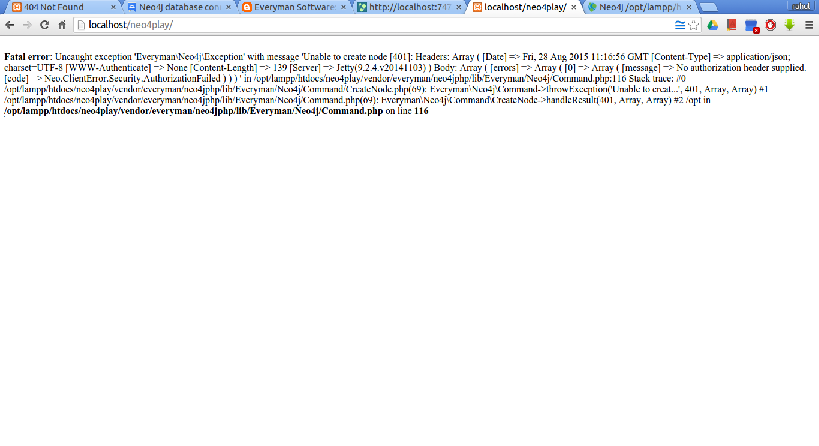 404 Not Found
Neo4j database con
Everyman Software
http://localhost:747
localhost/neo4play/
Neo4j /opt/lampp/h
localhost/neo4play/
Fatal error: Uncaught exception 'Everyman\Neo4j\Exception' with message 'Unable to create node [401]: Headers: Array ( [Date] => Fri, 28 Aug 2015 11:16:56 GMT [Content-Type] => application/json;
charset=UTF-8 [WWW-Authenticate] => None [Content-Length] => 139 [Server] => Jetty(9.2.4.v20141103) ) Body: Array ( [errors] => Array ( [0] => Array ( [message] => No authorization header supplied.
[code] => Neo.ClientError.Security.AuthorizationFailed ) ) ) ' in /opt/lampp/htdocs/neo4play/vendor/everyman/neo4jphp/lib/Everyman/Neo4j/Command.php:116 Stack trace: #0
/opt/lampp/htdocs/neo4play/vendor/everyman/neo4jphp/lib/Everyman/Neo4j/Command/CreateNode.php(69): Everyman\Neo4j\Command->throwException('Unable to creat...', 401, Array, Array) #1
/opt/lampp/htdocs/neo4play/vendor/everyman/neo4jphp/lib/Everyman/Neo4j/Command.php(69): Everyman\Neo4j\Command\CreateNode->handleResult(401, Array, Array) #2 /opt in
/opt/lampp/htdocs/neo4play/vendor/everyman/neo4jphp/lib/Everyman/Neo4j/Command.php on line 116